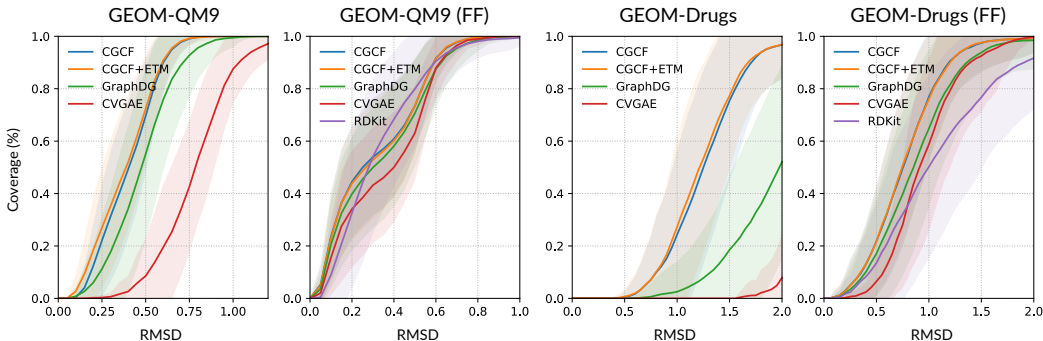 GEOM-QM9
GEOM-QM9 (FF)
GEOM-Drugs
GEOM-Drugs (FF)
Coverage (%)
1.0
0.8
0.6
0.4
0.2
0.0
CGCF
CGCF+ETM
GraphDG
CVGAE
0.00 0.25 0.50 0.75 1.00
RMSD
1.0
0.8
0.6
0.4
0.2
0.0
CGCF
CGCF+ETM
GraphDG
CVGAE
RDKit
0.0 0.2 0.4 0.6 0.8 1.0
RMSD
1.0
0.8
0.6
0.4
0.2
0.0
CGCF
CGCF+ETM
GraphDG
CVGAE
0.0 0.5 1.0 1.5 2.0
RMSD
1.0
0.8
0.6
0.4
0.2
0.0
CGCF
CGCF+ETM
GraphDG
CVGAE
RDKit
0.0 0.5 1.0 1.5 2.0
RMSD